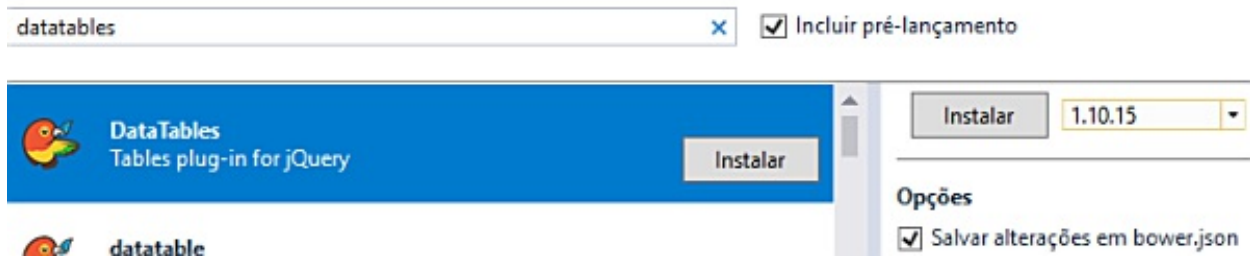 datatables
Incluir pré-lançamento
DataTables
Tables plug-in for jQuery
Instalar
datatable
Instalar
1.10.15
Opções
Salvar alterações em bower.json